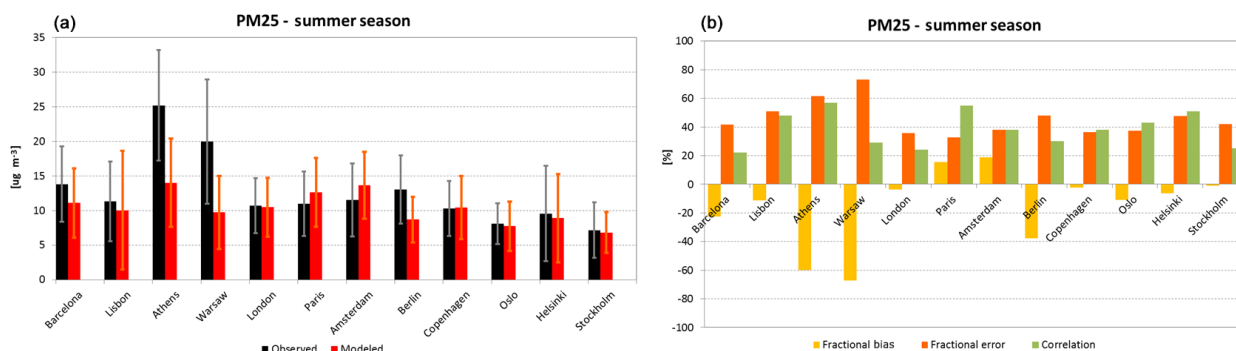 (a)
PM25 - summer season
[ug m-3]
35
30
25
20
15
10
5
0
Barcelona
Lisbon
Athens
Warsaw
London
Paris
Amsterdam
Berlin
Copenhagen
Oslo
Helsinki
Stockholm
Observed Modeled
(b)
PM25 - summer season
[%]
100
80
60
40
20
0
-20
-40
-60
-80
-100
Barcelona
Lisbon
Athens
Warsaw
London
Paris
Amsterdam
Berlin
Copenhagen
Oslo
Helsinki
Stockholm
Fractional bias Fractional error Correlation